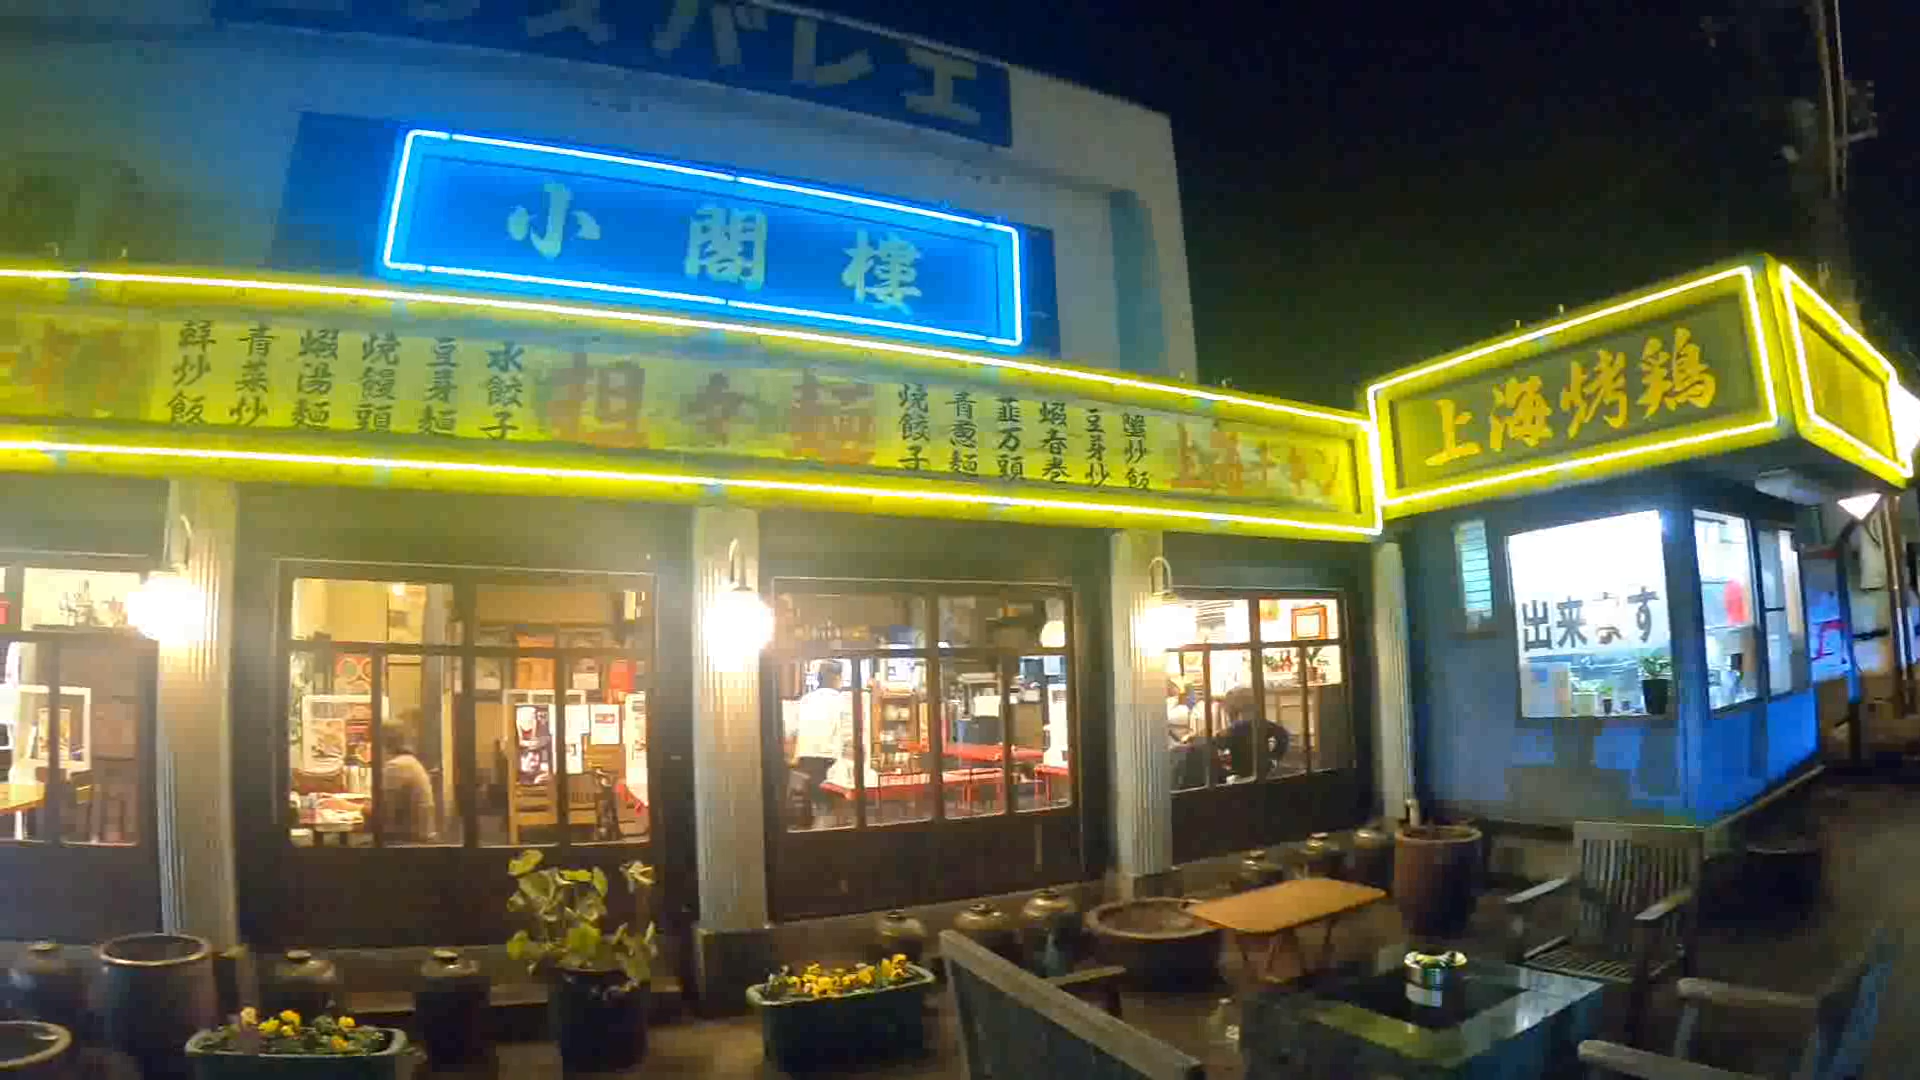 バレエ
小閣樓
鮮炒飯
青菜炒
蝦湯麺
焼饅頭
豆芽麺
水餃子
担々麺
焼餃子
青葱麺
韮万頭
蝦春巻
豆芽炒
蟹炒飯
上海チキン
上海烤鶏
出来ます